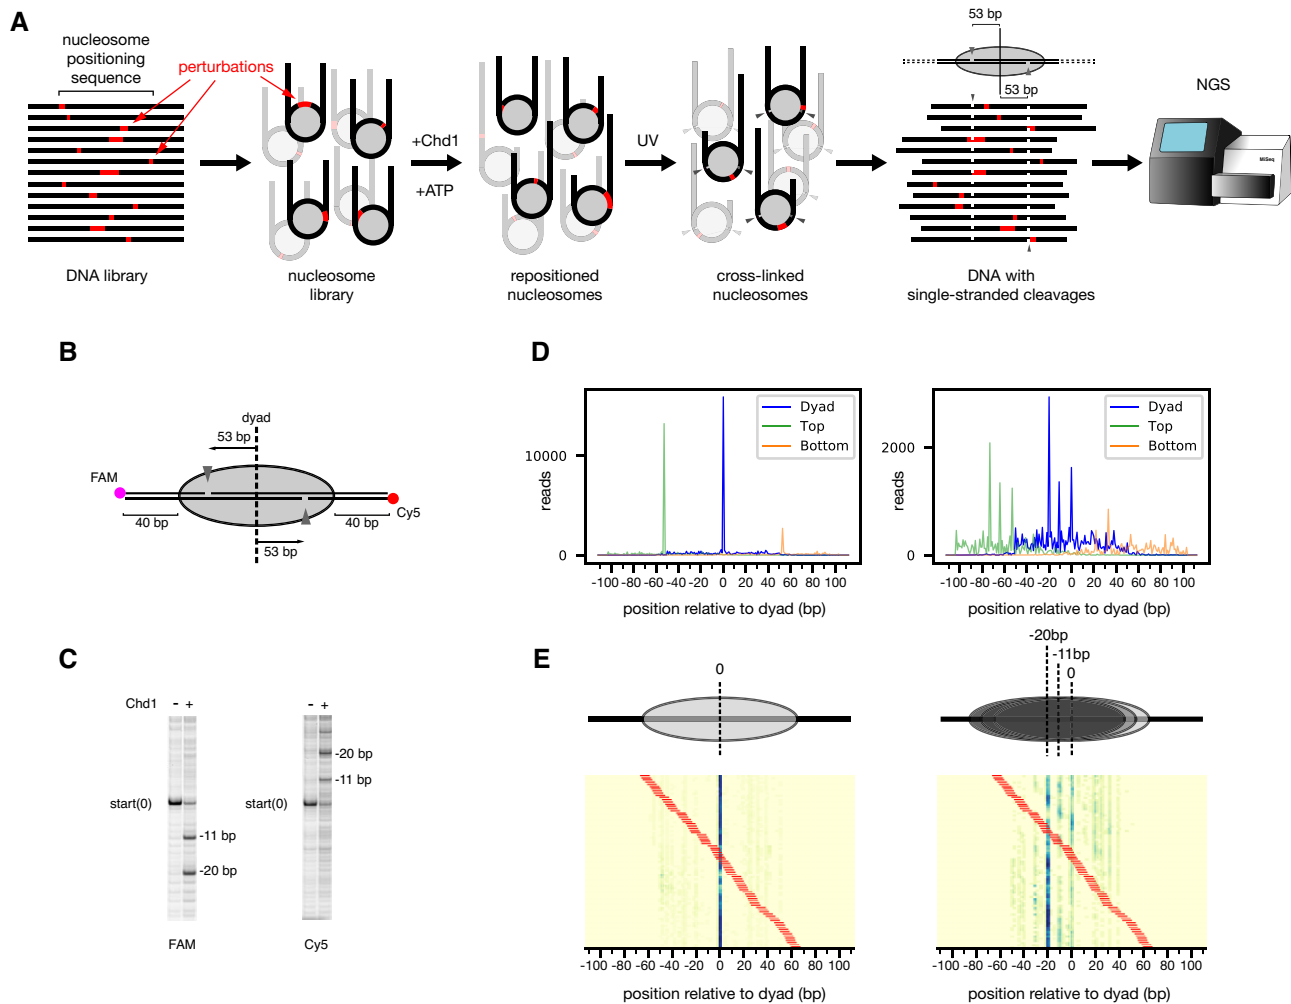 A
nucleosome
positioning
sequence
perturbations
DNA library
nucleosome
library
+Chd1
+ATP
repositioned
nucleosomes
UV
cross-linked
nucleosomes
53 bp
53 bp
DNA with
single-stranded cleavages
NGS
MiSeq
B
dyad
53 bp
FAM
Cy5
40 bp
40 bp
53 bp
C
Chd1 - +
start(0)
-11 bp
-20 bp
FAM
- +
-20 bp
-11 bp
start(0)
Cy5
D
Dyad
Top
Bottom
10000
0
reads
-100 -80 -60 -40 -20 0 20 40 60 80 100
position relative to dyad (bp)
Dyad
Top
Bottom
2000
0
reads
-100 -80 -60 -40 -20 0 20 40 60 80 100
position relative to dyad (bp)
E
0
-100 -80 -60 -40 -20 0 20 40 60 80 100
position relative to dyad (bp)
-20bp
-11bp
0
-100 -80 -60 -40 -20 0 20 40 60 80 100
position relative to dyad (bp)